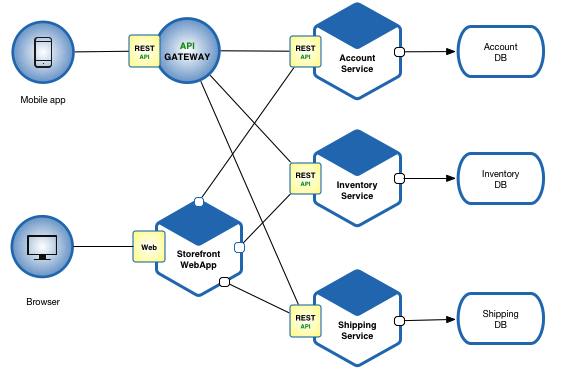 REST
API
API
GATEWAY
Mobile app
REST
API
Account
Service
Account
DB
REST
API
Inventory
Service
Inventory
DB
Web
Storefront
WebApp
Browser
REST
API
Shipping
Service
Shipping
DB